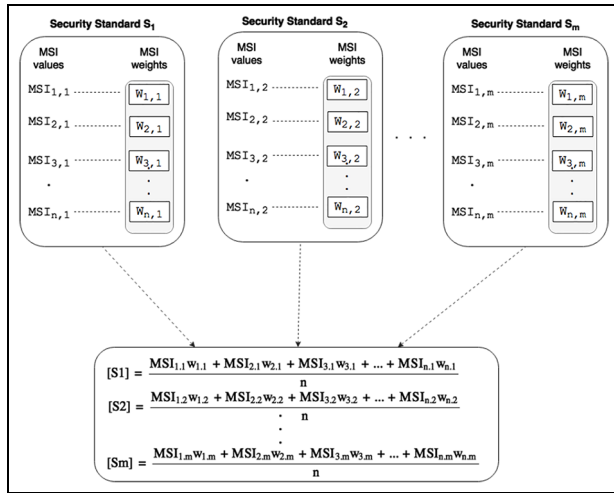 Security Standard S1
MSI values
MSI weights
MSI1,1 W1,1
MSI2,1 W2,1
MSI3,1 W3,1
MSIn,1 Wn,1
Security Standard S2
MSI values
MSI weights
MSI1,2 W1,2
MSI2,2 W2,2
MSI3,2 W3,2
MSIn,2 Wn,2
. . .
Security Standard Sm
MSI values
MSI weights
MSI1,m W1,m
MSI2,m W2,m
MSI3,m W3,m
MSIn,m Wn,m
[S1] = (MSI1.1w1.1 + MSI2.1w2.1 + MSI3.1w3.1 + ... + MSIn.1wn.1) / n
[S2] = (MSI1.2w1.2 + MSI2.2w2.2 + MSI3.2w3.2 + ... + MSIn.2wn.2) / n
[Sm] = (MSI1.mw1.m + MSI2.mw2.m + MSI3.mw3.m + ... + MSIn.mwn.m) / n